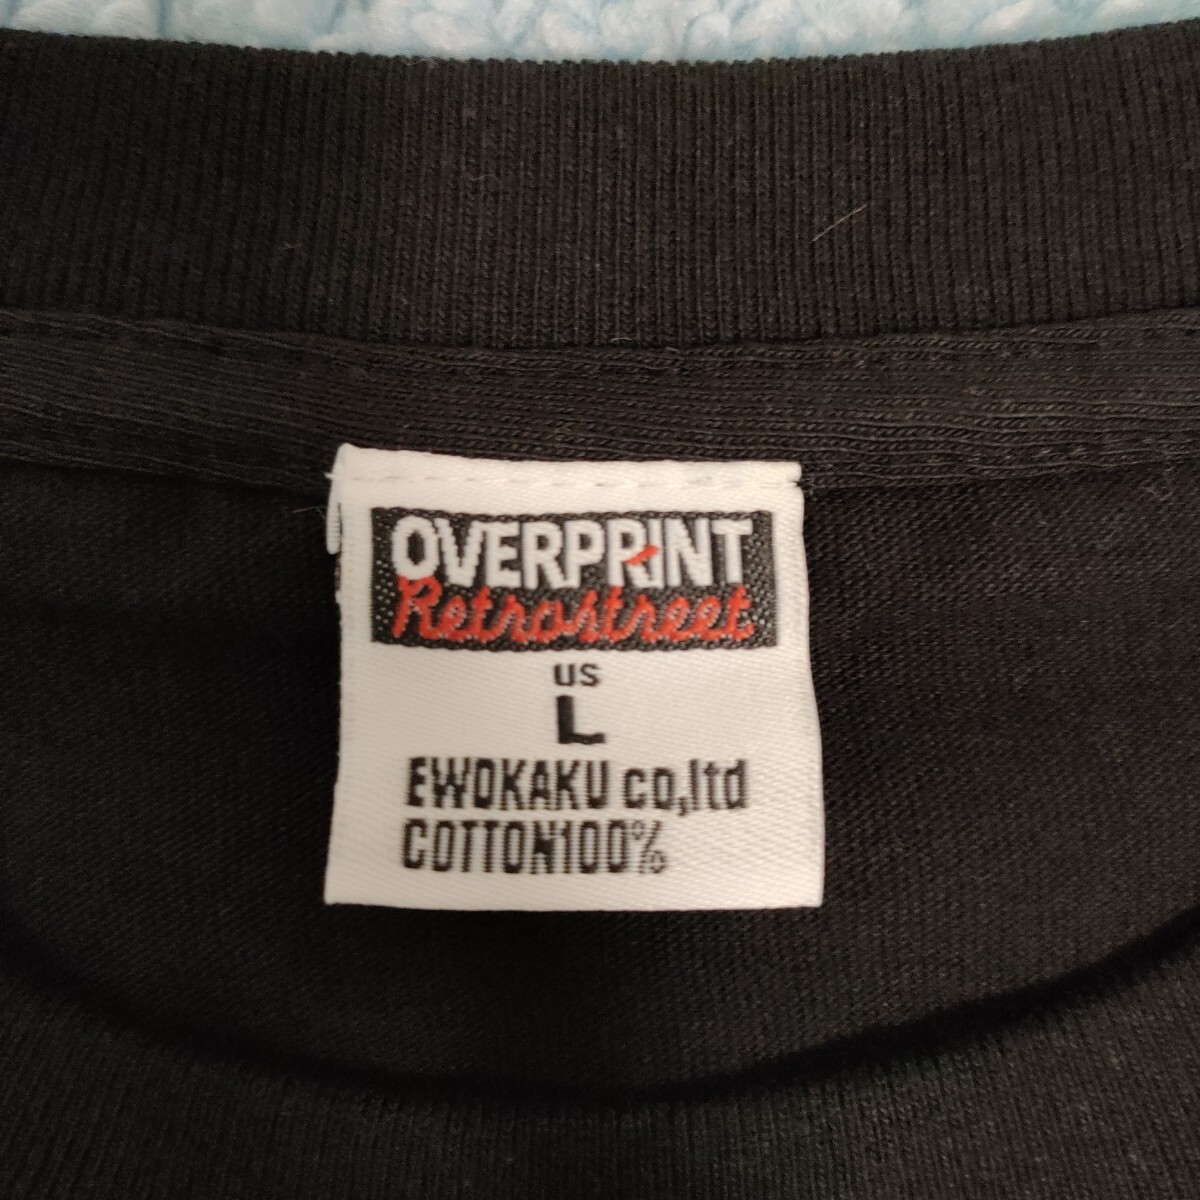 OVERPRINT
Retrostreet
US
L
EWOKAKU co,ltd
COTTON100%